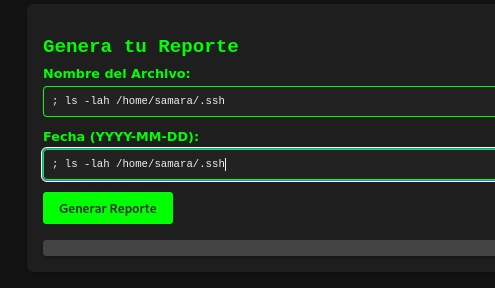 Genera tu Reporte
Nombre del Archivo:
; ls -lah /home/samara/.ssh
Fecha (YYYY-MM-DD):
; ls -lah /home/samara/.ssh
Generar Reporte